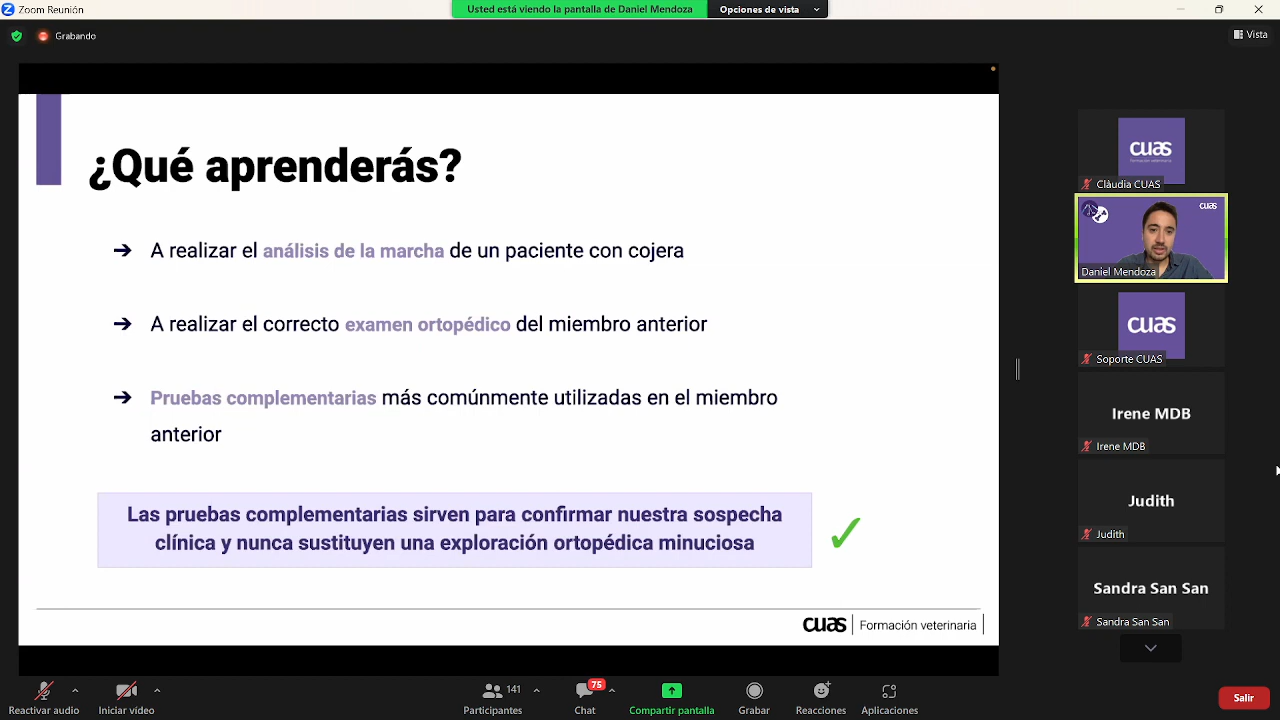 Zoom Reunión
Usted está viendo la pantalla de Daniel Mendoza
Opciones de vista
Grabando
Vista
¿Qué aprenderás?
➔ A realizar el análisis de la marcha de un paciente con cojera
➔ A realizar el correcto examen ortopédico del miembro anterior
➔ Pruebas complementarias más comúnmente utilizadas en el miembro
anterior
Las pruebas complementarias sirven para confirmar nuestra sospecha
clínica y nunca sustituyen una exploración ortopédica minuciosa
cuas | Formación veterinaria
cuas
Formación veterinaria
Clàudia CUAS
cuas
Daniel Mendoza
cuas
Soporte CUAS
Irene MDB
Irene MDB
Judith
Judith
Sandra San San
Sandra San San
Reactivar audio
Iniciar vídeo
141
Participantes
75
Chat
Compartir pantalla
Grabar
Reacciones
Aplicaciones
Salir